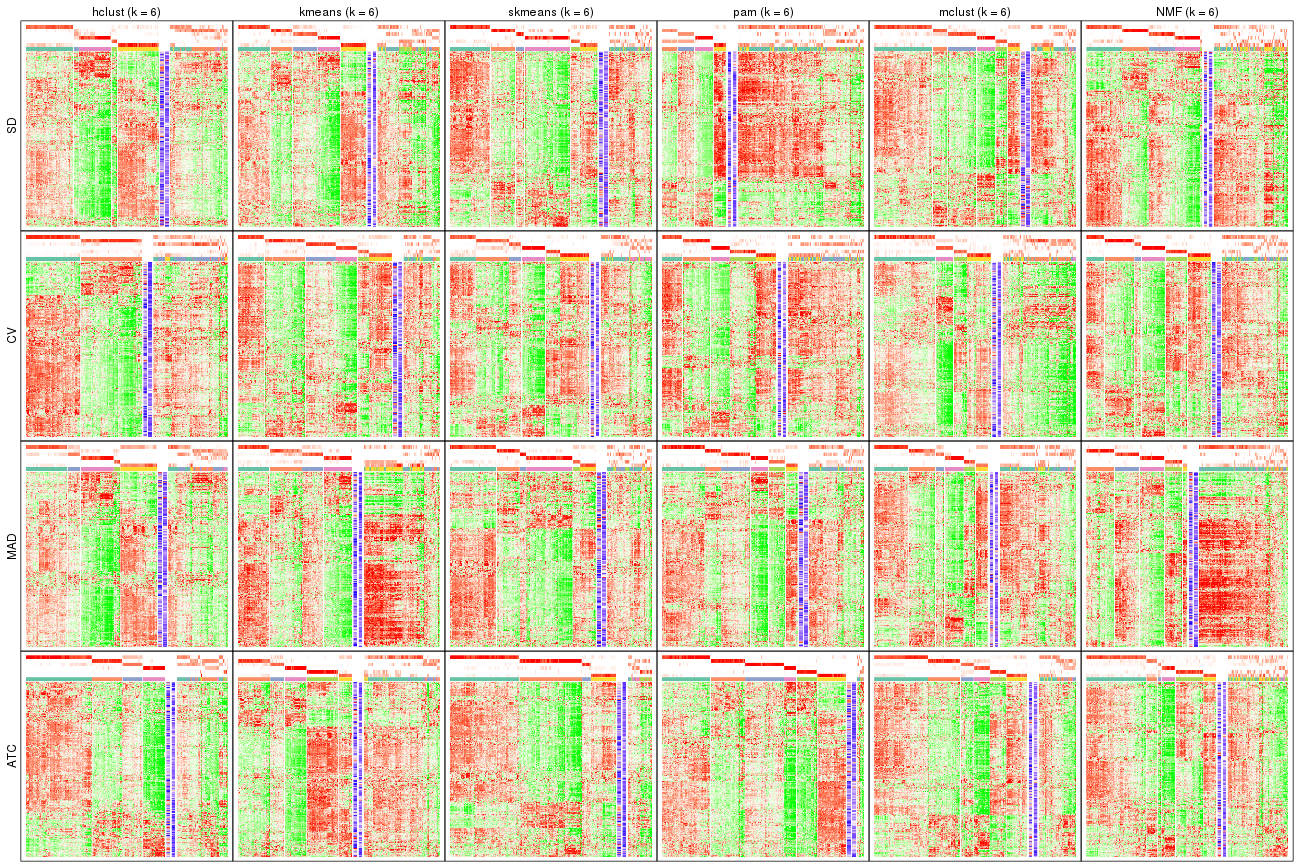 hclust (k = 6) kmeans (k = 6) skmeans (k = 6) pam (k = 6) mclust (k = 6) NMF (k = 6)
SD
CV
MAD
ATC